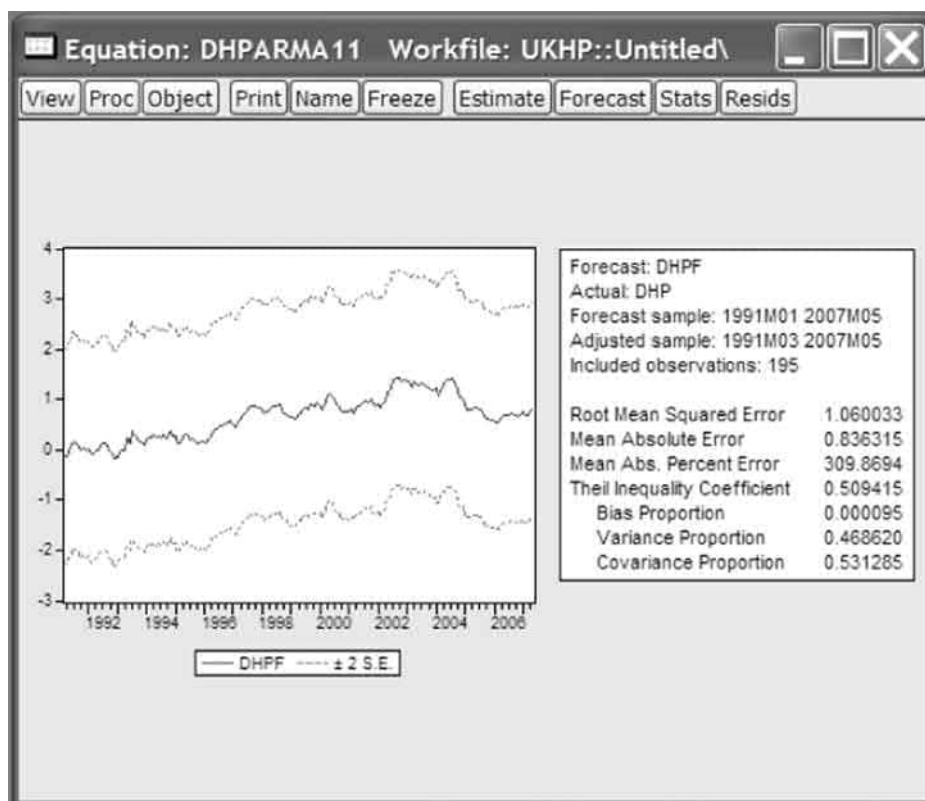 Equation: DHPARMA11 Workfile: UKHP::Untitled\
View Proc Object Print Name Freeze Estimate Forecast Stats Resids
4
3
2
1
0
-1
-2
-3
1992 1994 1996 1998 2000 2002 2004 2006
DHPF ± 2 S.E.
Forecast: DHPF
Actual: DHP
Forecast sample: 1991M01 2007M05
Adjusted sample: 1991M03 2007M05
Included observations: 195
Root Mean Squared Error 1.060033
Mean Absolute Error 0.836315
Mean Abs. Percent Error 309.8694
Theil Inequality Coefficient 0.509415
Bias Proportion 0.000095
Variance Proportion 0.468620
Covariance Proportion 0.531285